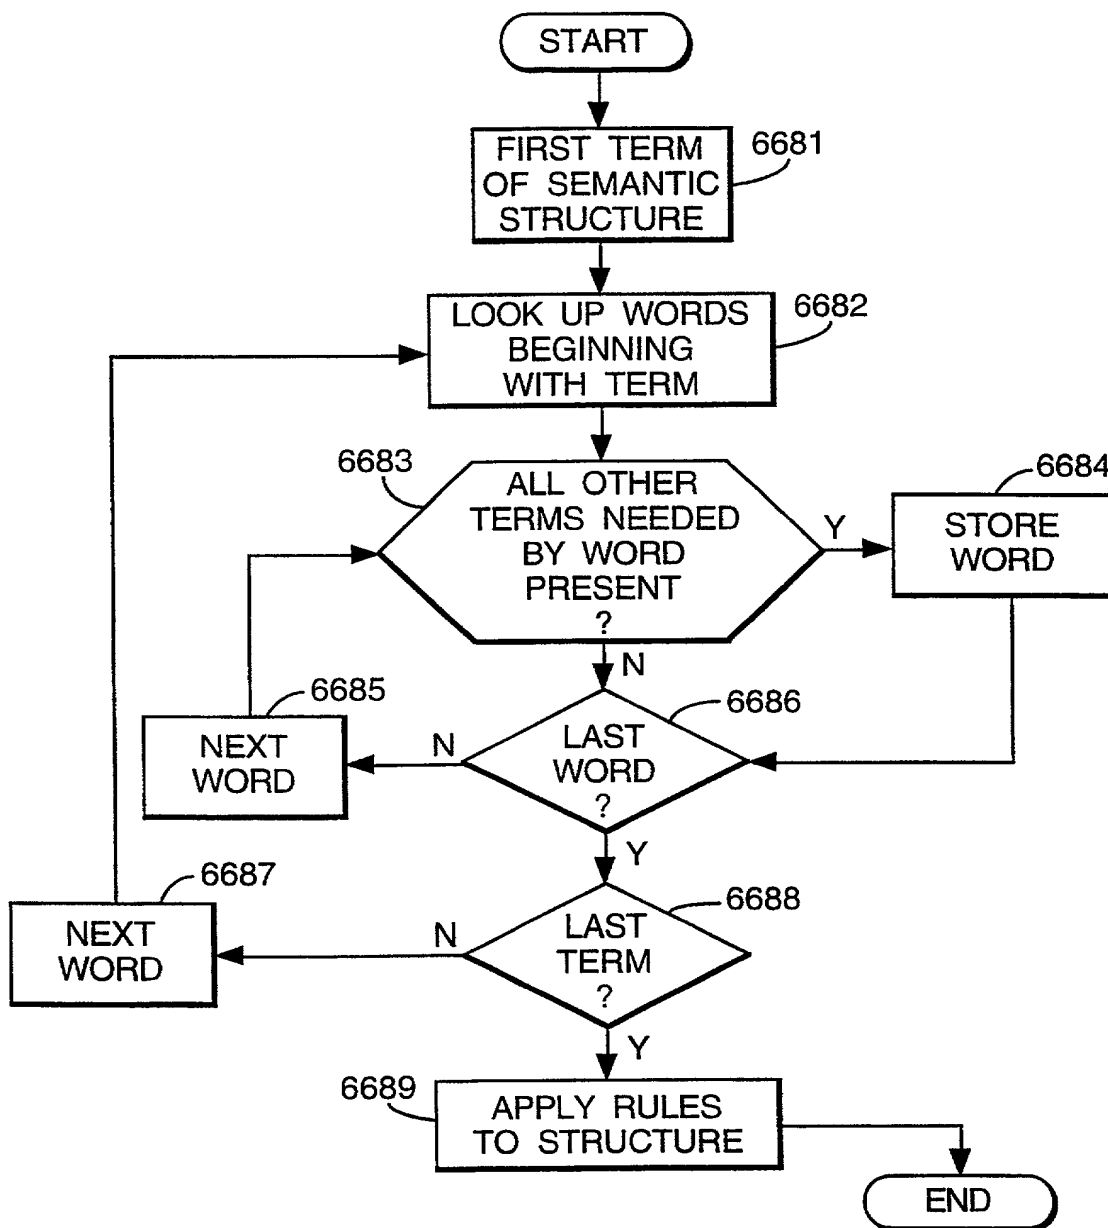 START
FIRST TERM
OF SEMANTIC
STRUCTURE
6681
LOOK UP WORDS
BEGINNING
WITH TERM
6682
6683
ALL OTHER
TERMS NEEDED
BY WORD
PRESENT
?
Y
6684
STORE
WORD
N
6685
NEXT
WORD
N
6686
LAST
WORD
?
Y
6687
NEXT
WORD
N
6688
LAST
TERM
?
Y
6689
APPLY RULES
TO STRUCTURE
END